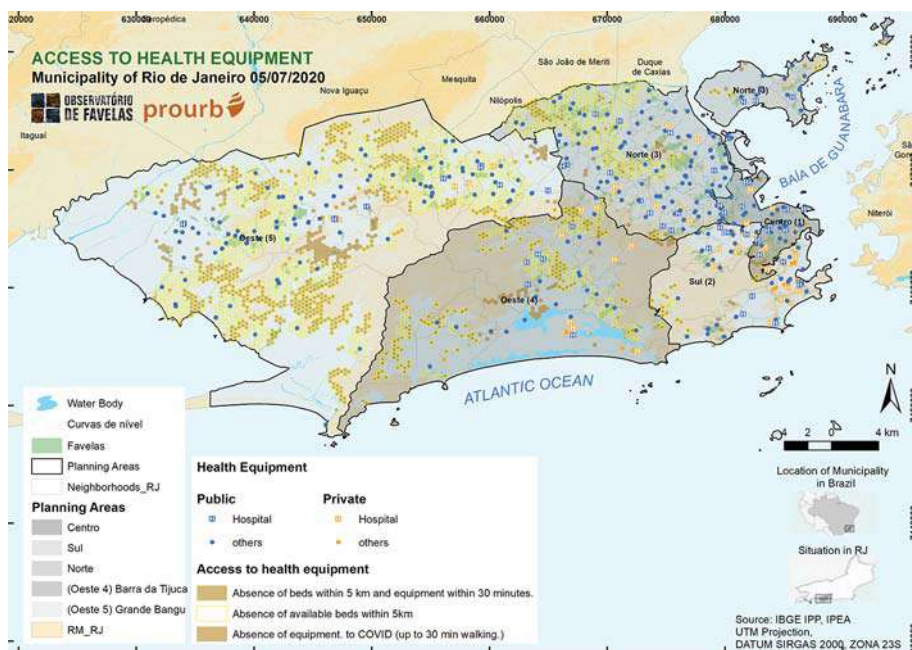 620000 630000 640000 650000 660000 670000 680000 690000
Seropédica
ACCESS TO HEALTH EQUIPMENT
Municipality of Rio de Janeiro 05/07/2020
OBSERVATÓRIO
DE FAVELAS
prourb
Itaguaí
Nova Iguaçu
Mesquita
Nilópolis
São João de Meriti
Duque
de Caxias
Norte (3)
Norte (3)
BAÍA DE GUANABARA
Niterói
Centro (1)
Sul (2)
Oeste (5)
Oeste (4)
ATLANTIC OCEAN
N
4 2 0 4 km
Location of Municipality
in Brazil
Situation in RJ
Source: IBGE IPP, IPEA
UTM Projection,
DATUM SIRGAS 2000, ZONA 23S
Water Body
Curvas de nível
Favelas
Planning Areas
Neighborhoods_RJ
Planning Areas
Centro
Sul
Norte
(Oeste 4) Barra da Tijuca
(Oeste 5) Grande Bangu
RM_RJ
Health Equipment
Public Private
Hospital Hospital
others others
Access to health equipment
Absence of beds within 5 km and equipment within 30 minutes.
Absence of available beds within 5km
Absence of equipment. to COVID (up to 30 min walking.)